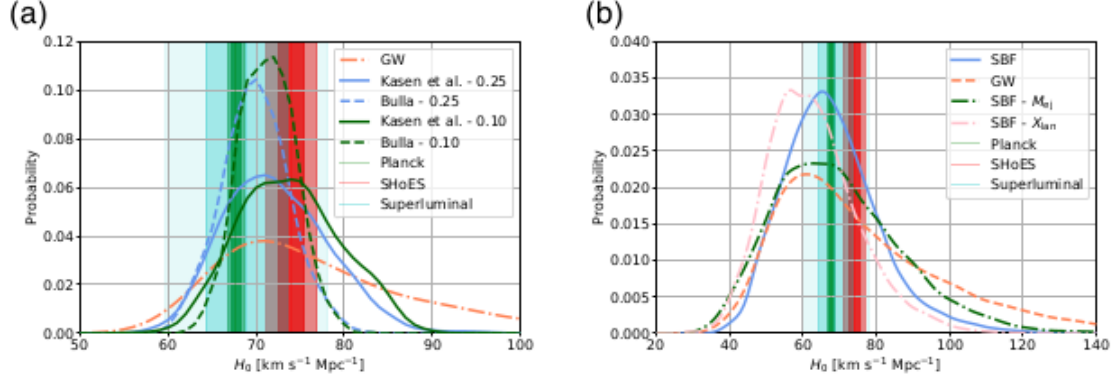 (a)
(b)
0.12
0.10
0.08
0.06
0.04
0.02
0.00
Probability
50 60 70 80 90 100
H₀ [km s⁻¹ Mpc⁻¹]
GW
Kasen et al. - 0.25
Bulla - 0.25
Kasen et al. - 0.10
Bulla - 0.10
Planck
SHoES
Superluminal
0.040
0.035
0.030
0.025
0.020
0.015
0.010
0.005
0.000
Probability
20 40 60 80 100 120 140
H₀ [km s⁻¹ Mpc⁻¹]
SBF
GW
SBF - M_ej
SBF - X_lan
Planck
SHoES
Superluminal